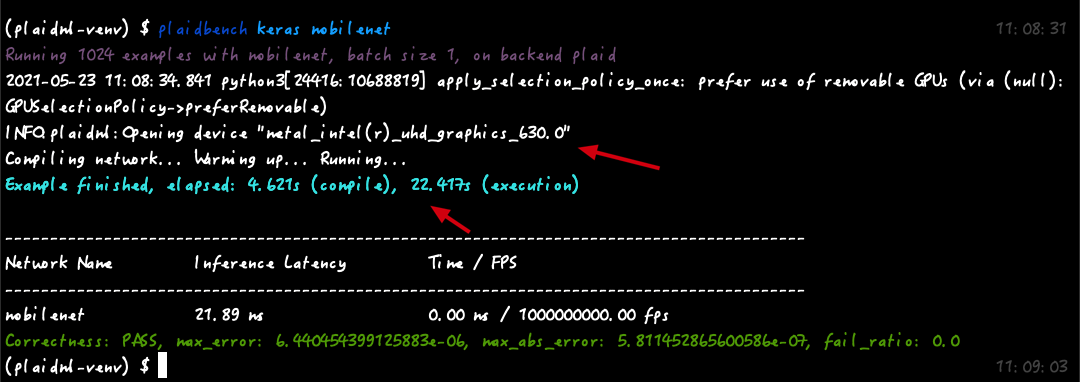 (plaidml-venv) $ plaidbench keras mobilenet 11:08:31
Running 1024 examples with mobilenet, batch size 1, on backend plaid
2021-05-23 11:08:34.841 python3[24416:10688819] apply_selection_policy_once: prefer use of removable GPUs (via (null):
GPUSelectionPolicy->preferRemovable)
INFO:plaidml:Opening device "metal_intel(r)_uhd_graphics_630.0"
Compiling network... Warming up... Running...
Example finished, elapsed: 4.621s (compile), 22.417s (execution)
-----------------------------------------------------------------------------------------
Network Name Inference Latency Time / FPS
-----------------------------------------------------------------------------------------
mobilenet 21.89 ms 0.00 ms / 1000000000.00 fps
Correctness: PASS, max_error: 6.440454399125883e-06, max_abs_error: 5.811452865600586e-07, fail_ratio: 0.0
(plaidml-venv) $ 11:09:03